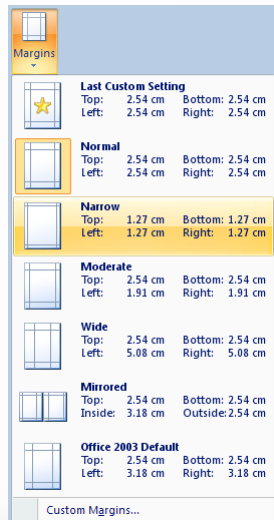 Margins
Last Custom Setting
Top: 2.54 cm Bottom: 2.54 cm
Left: 2.54 cm Right: 2.54 cm
Normal
Top: 2.54 cm Bottom: 2.54 cm
Left: 2.54 cm Right: 2.54 cm
Narrow
Top: 1.27 cm Bottom: 1.27 cm
Left: 1.27 cm Right: 1.27 cm
Moderate
Top: 2.54 cm Bottom: 2.54 cm
Left: 1.91 cm Right: 1.91 cm
Wide
Top: 2.54 cm Bottom: 2.54 cm
Left: 5.08 cm Right: 5.08 cm
Mirrored
Top: 2.54 cm Bottom: 2.54 cm
Inside: 3.18 cm Outside: 2.54 cm
Office 2003 Default
Top: 2.54 cm Bottom: 2.54 cm
Left: 3.18 cm Right: 3.18 cm
Custom Margins...